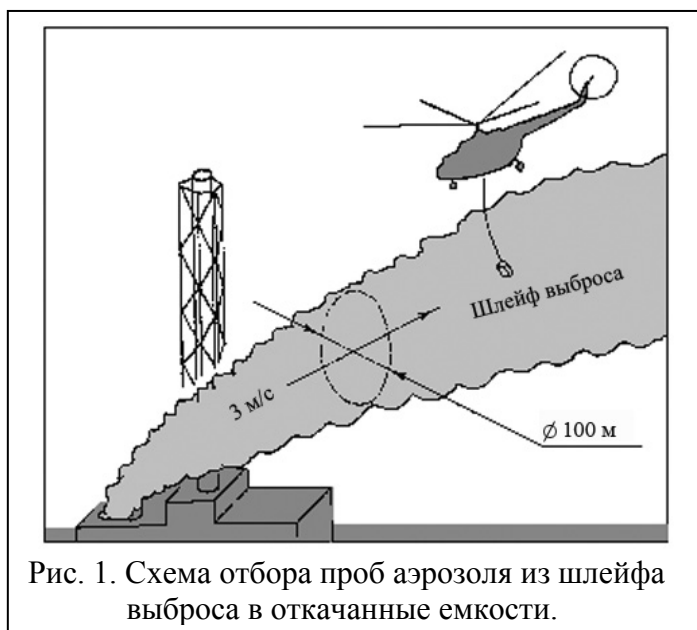 3 м/с
Шлейф выброса
∅ 100 м
Рис. 1. Схема отбора проб аэрозоля из шлейфа
выброса в откачанные емкости.